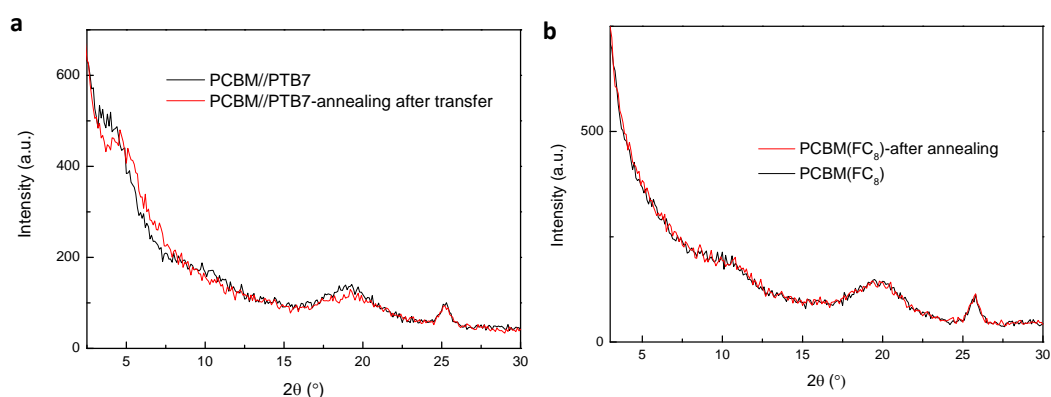 a
600
400
200
0
Intensity (a.u.)
PCBM//PTB7
PCBM//PTB7-annealing after transfer
5 10 15 20 25 30
2θ (°)
b
500
0
Intensity (a.u.)
PCBM(FC₈)-after annealing
PCBM(FC₈)
5 10 15 20 25 30
2θ (°)